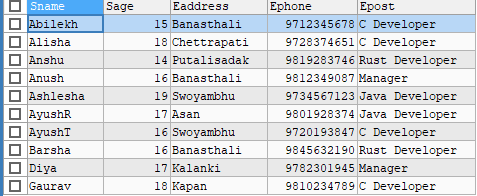 Sname Sage Eaddress Ephone Epost
Abilekh 15 Banasthali 9712345678 C Developer
Alisha 18 Chettrapati 9728374651 C Developer
Anshu 14 Putalisadak 9819283746 Rust Developer
Anush 16 Banasthali 9812349087 Manager
Ashlesha 19 Swoyambhu 9734567123 Java Developer
AyushR 17 Asan 9801928374 Java Developer
AyushT 16 Swoyambhu 9720193847 C Developer
Barsha 16 Banasthali 9845632190 Rust Developer
Diya 17 Kalanki 9782301945 Manager
Gaurav 18 Kapan 9810234789 C Developer